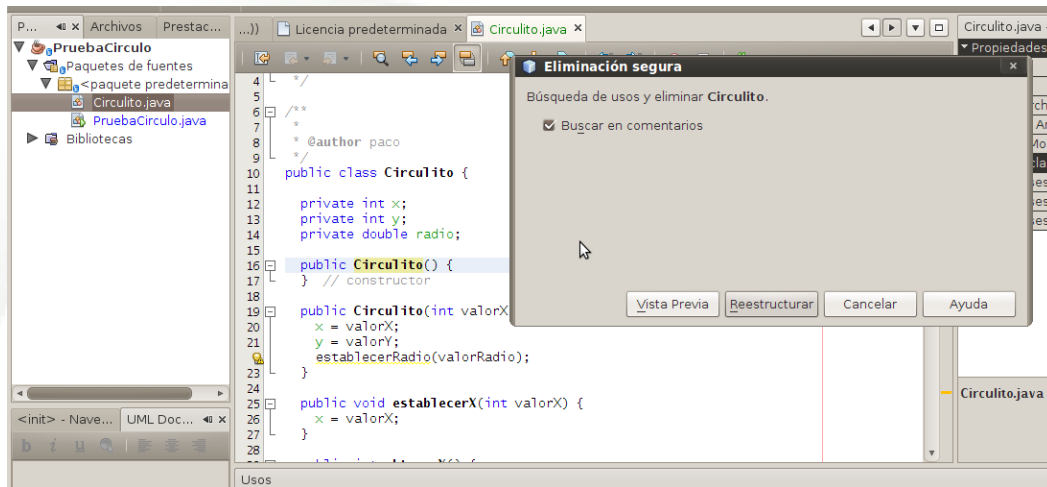 P... Archivos Prestac...
...)) Licencia predeterminada Circulito.java
Circulito.java
PruebaCirculo
Paquetes de fuentes
<paquete predetermina
Circulito.java
PruebaCirculo.java
Bibliotecas
<init> - Nave... UML Doc...
b i u
4 */
5
6 /**
7 *
8 * @author paco
9 */
10 public class Circulito {
11
12 private int x;
13 private int y;
14 private double radio;
15
16 public Circulito() {
17 } // constructor
18
19 public Circulito(int valorX
20 x = valorX;
21 y = valorY;
establecerRadio(valorRadio);
23 }
24
25 public void establecerX(int valorX) {
26 x = valorX;
27 }
28
Usos
Eliminación segura
Búsqueda de usos y eliminar Circulito.
Buscar en comentarios
Vista Previa Reestructurar Cancelar Ayuda
Propiedades
Circulito.java